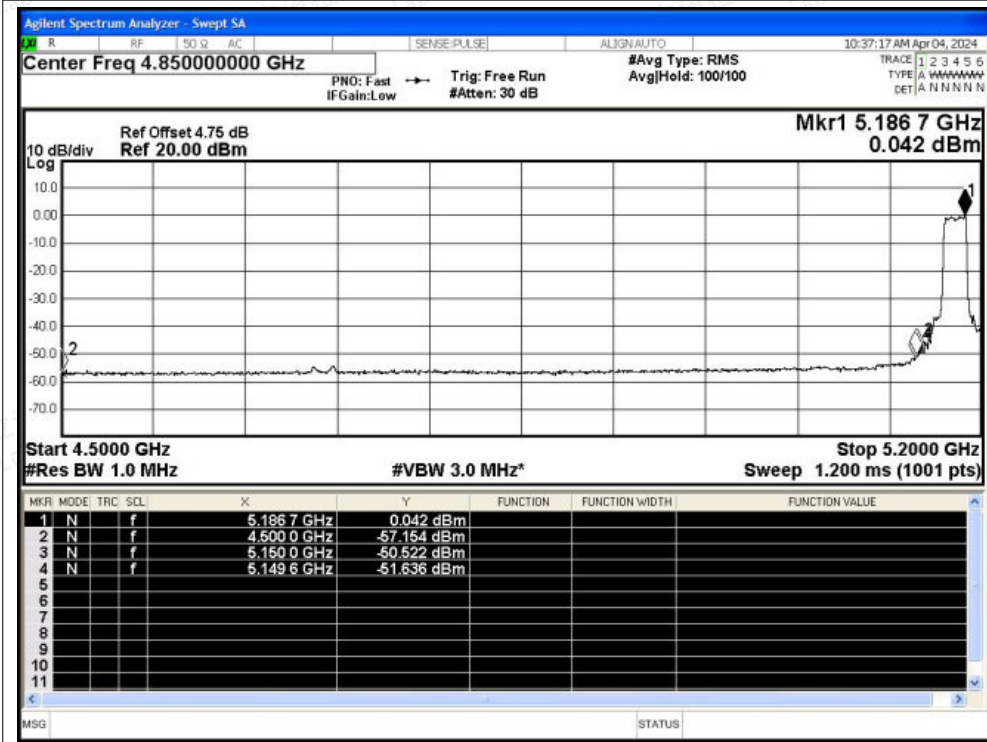 Agilent Spectrum Analyzer - Swept SA
LXI R RF 50 Ω AC SENSE:PULSE ALIGN AUTO 10:37:17 AM Apr 04, 2024
Center Freq 4.850000000 GHz #Avg Type: RMS TRACE 1 2 3 4 5 6
PNO: Fast Trig: Free Run Avg|Hold: 100/100 TYPE A WWWWW
IFGain:Low #Atten: 30 dB DET A N N N N N
Mkr1 5.186 7 GHz
0.042 dBm
Ref Offset 4.75 dB
10 dB/div Ref 20.00 dBm
Log
10.0
1
0.00
-10.0
-20.0
-30.0
-40.0
-50.0
2
-60.0
-70.0
Start 4.5000 GHz Stop 5.2000 GHz
#Res BW 1.0 MHz #VBW 3.0 MHz* Sweep 1.200 ms (1001 pts)
MKR MODE TRC SCL X Y FUNCTION FUNCTION WIDTH FUNCTION VALUE
1 N f 5.186 7 GHz 0.042 dBm
2 N f 4.500 0 GHz -57.154 dBm
3 N f 5.150 0 GHz -50.522 dBm
4 N f 5.149 6 GHz -51.636 dBm
5
6
7
8
9
10
11
MSG STATUS